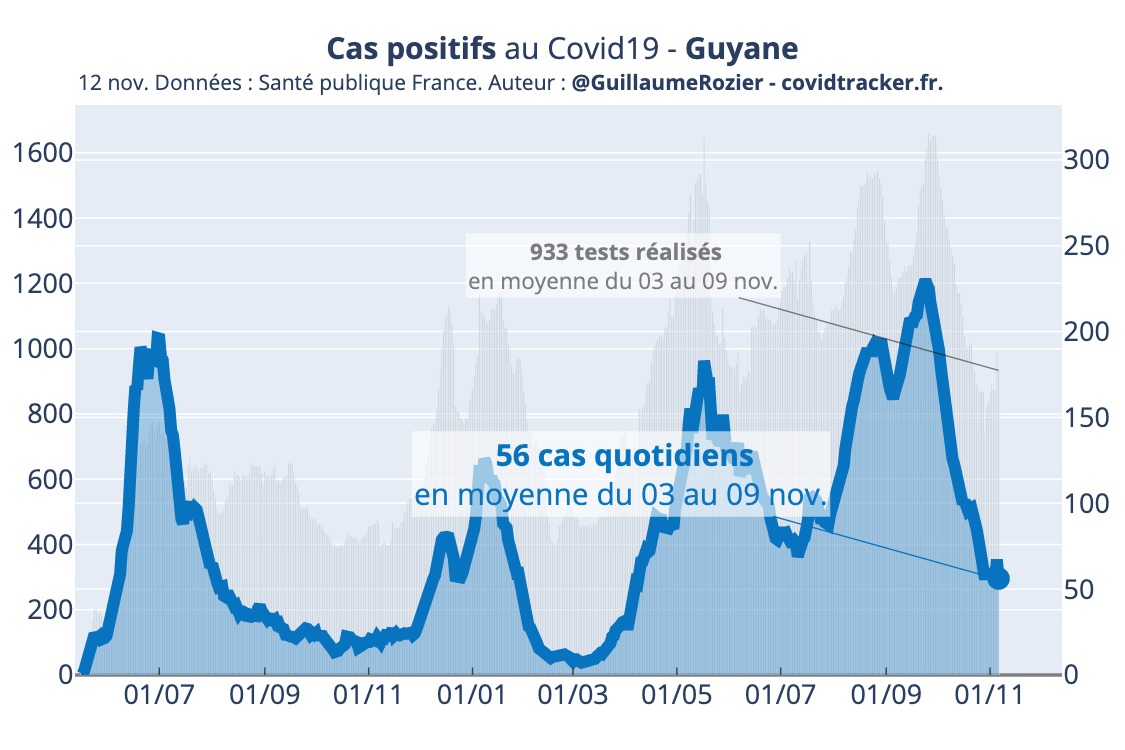 Cas positifs au Covid19 - Guyane
12 nov. Données : Santé publique France. Auteur : @GuillaumeRozier - covidtracker.fr.
1600
1400
1200
1000
800
600
400
200
0
300
250
200
150
100
50
0
933 tests réalisés
en moyenne du 03 au 09 nov.
56 cas quotidiens
en moyenne du 03 au 09 nov.
01/07 01/09 01/11 01/01 01/03 01/05 01/07 01/09 01/11